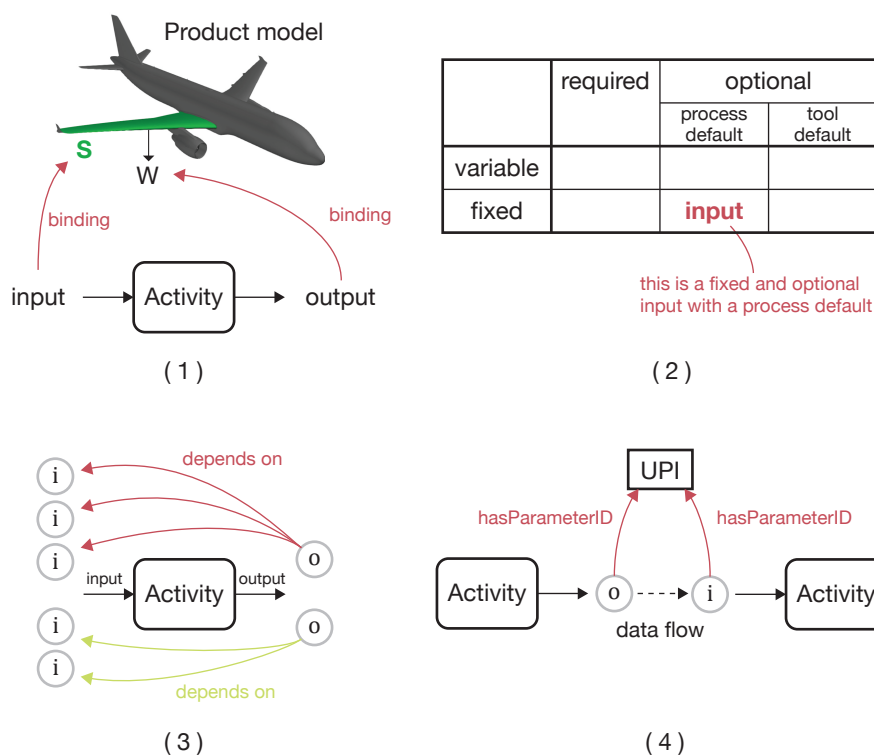 Product model
S
W
binding
binding
input
Activity
output
( 1 )
required
optional
process
default
tool
default
variable
fixed
input
this is a fixed and optional
input with a process default
( 2 )
i
i
i
depends on
o
input
Activity
output
i
i
o
depends on
( 3 )
UPI
hasParameterID
hasParameterID
Activity
o
i
Activity
data flow
( 4 )